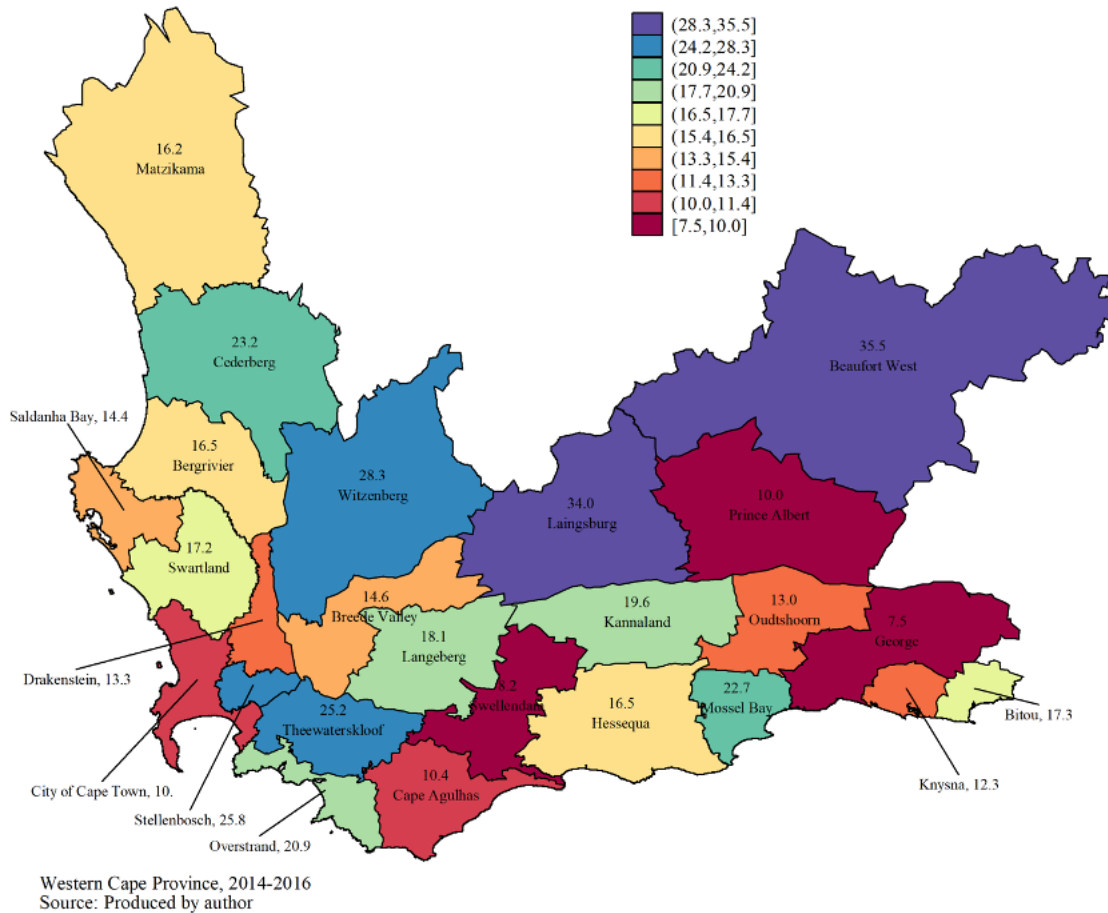 (28.3,35.5]
(24.2,28.3]
(20.9,24.2]
(17.7,20.9]
(16.5,17.7]
(15.4,16.5]
(13.3,15.4]
(11.4,13.3]
(10.0,11.4]
[7.5,10.0]
16.2
Matzikama
23.2
Cederberg
35.5
Beaufort West
Saldanha Bay, 14.4
16.5
Bergrivier
28.3
Witzenberg
34.0
Laingsburg
10.0
Prince Albert
17.2
Swartland
14.6
Breede Valley
19.6
Kannaland
13.0
Oudtshoorn
7.5
George
18.1
Langeberg
Drakenstein, 13.3
8.2
Swellendam
16.5
Hessequa
22.7
Mossel Bay
25.2
Theewaterskloof
Bitou, 17.3
10.4
Cape Agulhas
Knysna, 12.3
City of Cape Town, 10.
Stellenbosch, 25.8
Overstrand, 20.9
Western Cape Province, 2014-2016
Source: Produced by author